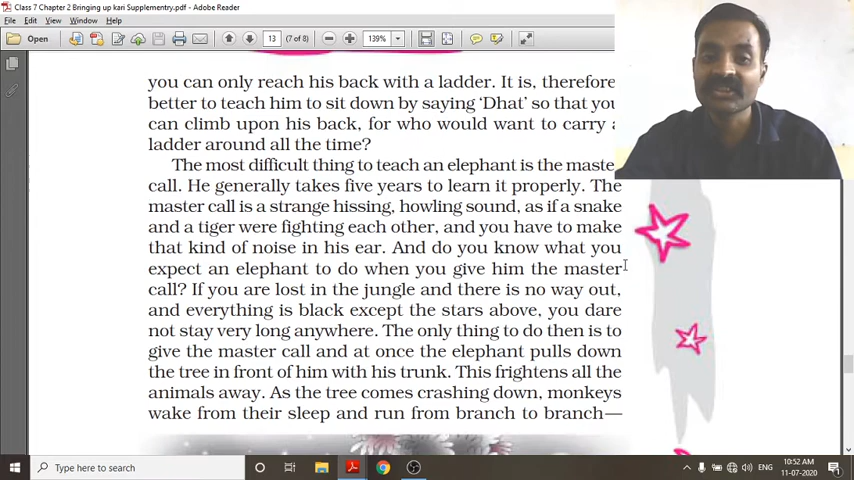 Class 7 Chapter 2 Bringing up kari Supplementry.pdf - Adobe Reader
File Edit View Window Help
Open 13 (7 of 8) 139%
you can only reach his back with a ladder. It is, therefore
better to teach him to sit down by saying 'Dhat' so that you
can climb upon his back, for who would want to carry a
ladder around all the time?
The most difficult thing to teach an elephant is the maste
call. He generally takes five years to learn it properly. The
master call is a strange hissing, howling sound, as if a snake
and a tiger were fighting each other, and you have to make
that kind of noise in his ear. And do you know what you
expect an elephant to do when you give him the master
call? If you are lost in the jungle and there is no way out,
and everything is black except the stars above, you dare
not stay very long anywhere. The only thing to do then is to
give the master call and at once the elephant pulls down
the tree in front of him with his trunk. This frightens all the
animals away. As the tree comes crashing down, monkeys
wake from their sleep and run from branch to branch—
Type here to search
ENG
10:52 AM
11-07-2020